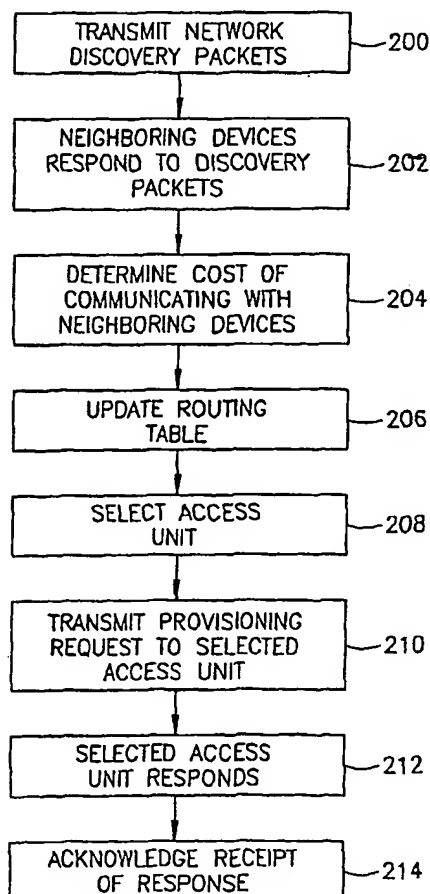 TRANSMIT NETWORK
DISCOVERY PACKETS
200
NEIGHBORING DEVICES
RESPOND TO DISCOVERY
PACKETS
202
DETERMINE COST OF
COMMUNICATING WITH
NEIGHBORING DEVICES
204
UPDATE ROUTING
TABLE
206
SELECT ACCESS
UNIT
208
TRANSMIT PROVISIONING
REQUEST TO SELECTED
ACCESS UNIT
210
SELECTED ACCESS
UNIT RESPONDS
212
ACKNOWLEDGE RECEIPT
OF RESPONSE
214